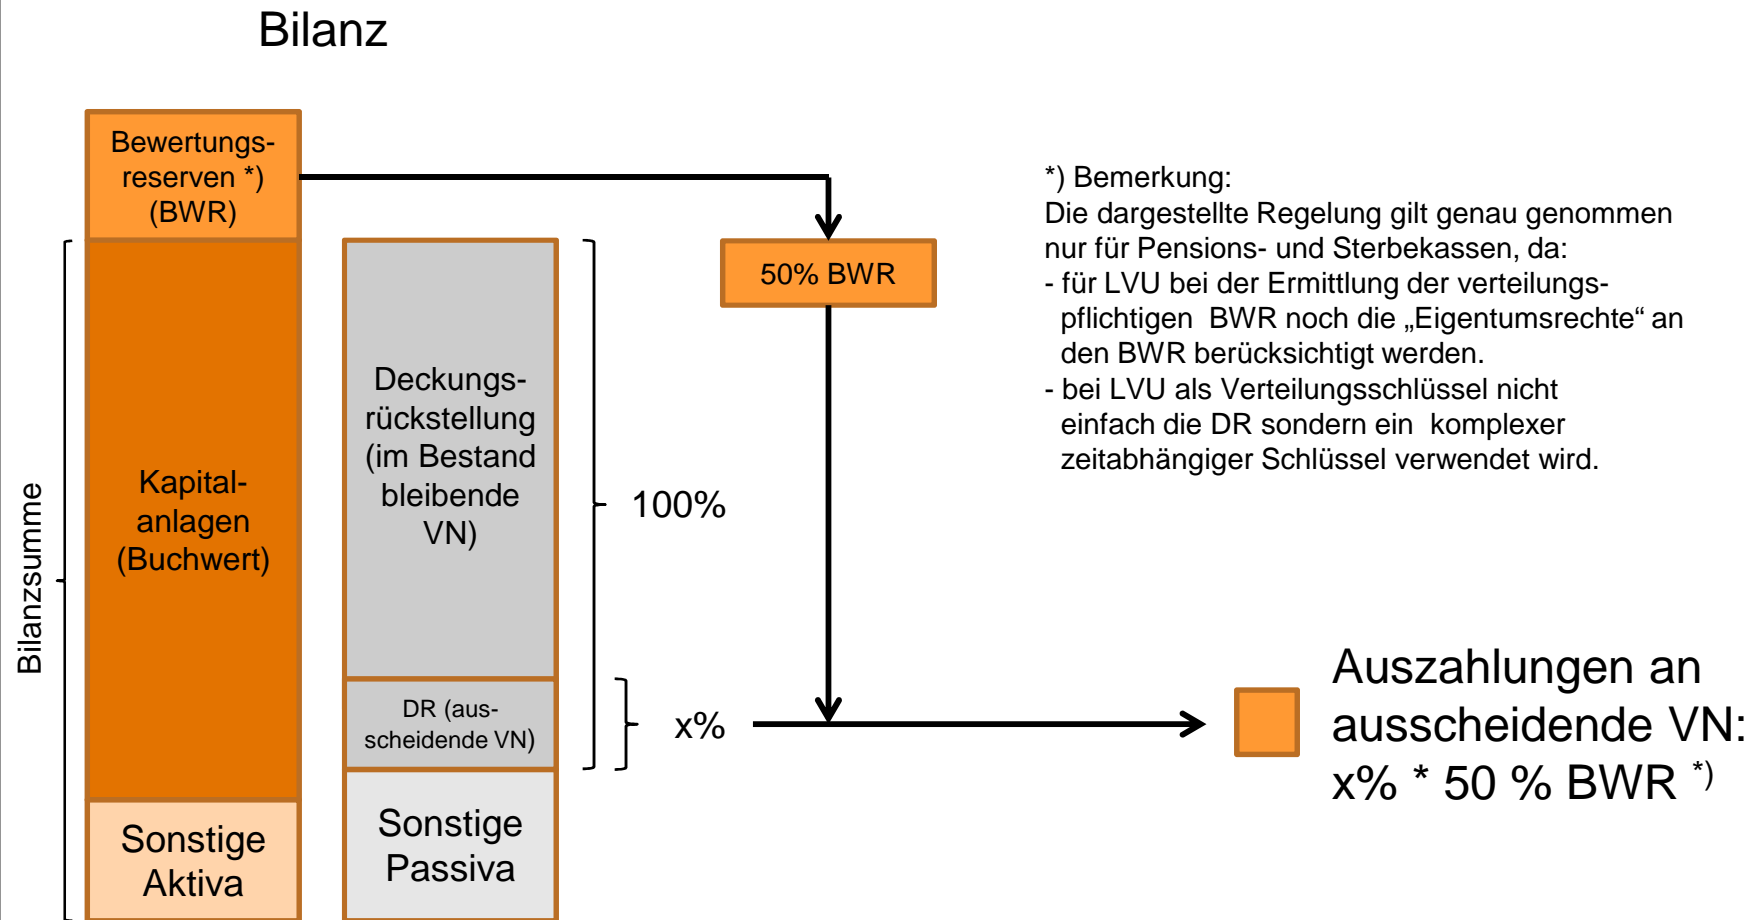 Bilanz
Bewertungs-
reserven *)
(BWR)
Kapital-
anlagen
(Buchwert)
Sonstige
Aktiva
Bilanzsumme
Deckungs-
rückstellung
(im Bestand
bleibende
VN)
DR (aus-
scheidende VN)
Sonstige
Passiva
100%
x%
50% BWR
*) Bemerkung:
Die dargestellte Regelung gilt genau genommen
nur für Pensions- und Sterbekassen, da:
- für LVU bei der Ermittlung der verteilungs-
pflichtigen BWR noch die „Eigentumsrechte“ an
den BWR berücksichtigt werden.
- bei LVU als Verteilungsschlüssel nicht
einfach die DR sondern ein komplexer
zeitabhängiger Schlüssel verwendet wird.
Auszahlungen an
ausscheidende VN:
x% * 50 % BWR *)